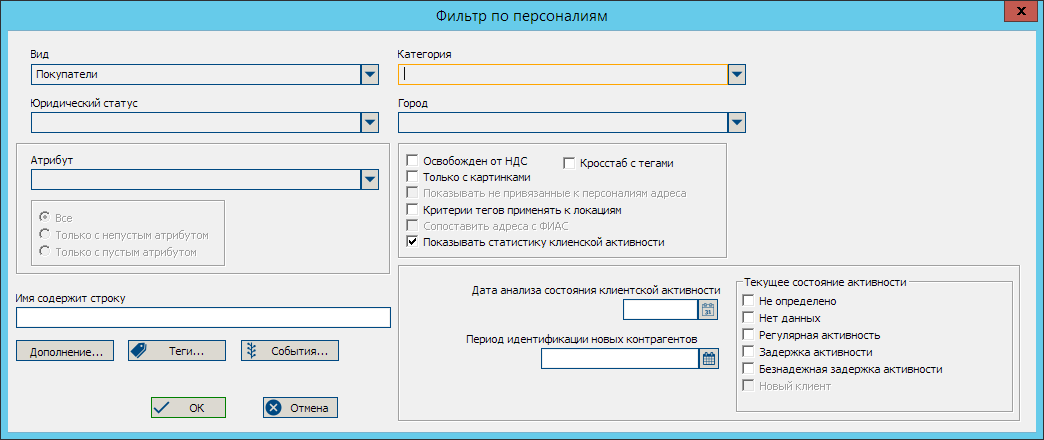 Фильтр по персоналиям
x
Вид
Покупатели
Категория
Юридический статус
Город
Атрибут
Все
Только с непустым атрибутом
Только с пустым атрибутом
Освобожден от НДС
Кросстаб с тегами
Только с картинками
Показывать не привязанные к персоналиям адреса
Критерии тегов применять к локациям
Сопоставить адреса с ФИАС
Показывать статистику клиенской активности
Имя содержит строку
Дополнение...
Теги...
События...
ОК
Отмена
Дата анализа состояния клиентской активности
31
Период идентификации новых контрагентов
Текущее состояние активности
Не определено
Нет данных
Регулярная активность
Задержка активности
Безнадежная задержка активности
Новый клиент